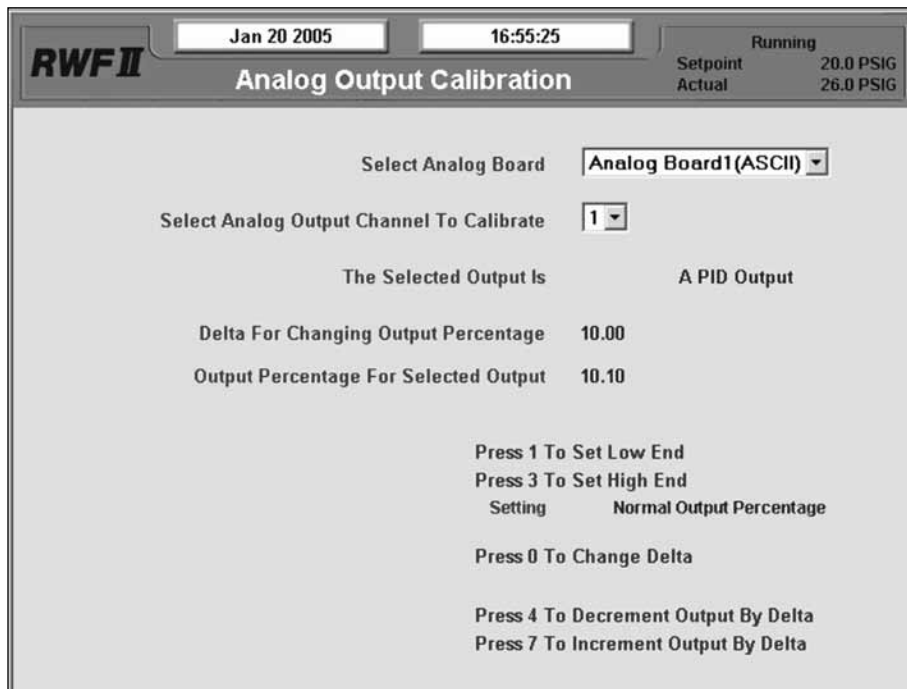 RWF II
Jan 20 2005
16:55:25
Analog Output Calibration
Running
Setpoint 20.0 PSIG
Actual 26.0 PSIG
Select Analog Board Analog Board1(ASCII)
Select Analog Output Channel To Calibrate 1
The Selected Output Is A PID Output
Delta For Changing Output Percentage 10.00
Output Percentage For Selected Output 10.10
Press 1 To Set Low End
Press 3 To Set High End
Setting Normal Output Percentage
Press 0 To Change Delta
Press 4 To Decrement Output By Delta
Press 7 To Increment Output By Delta